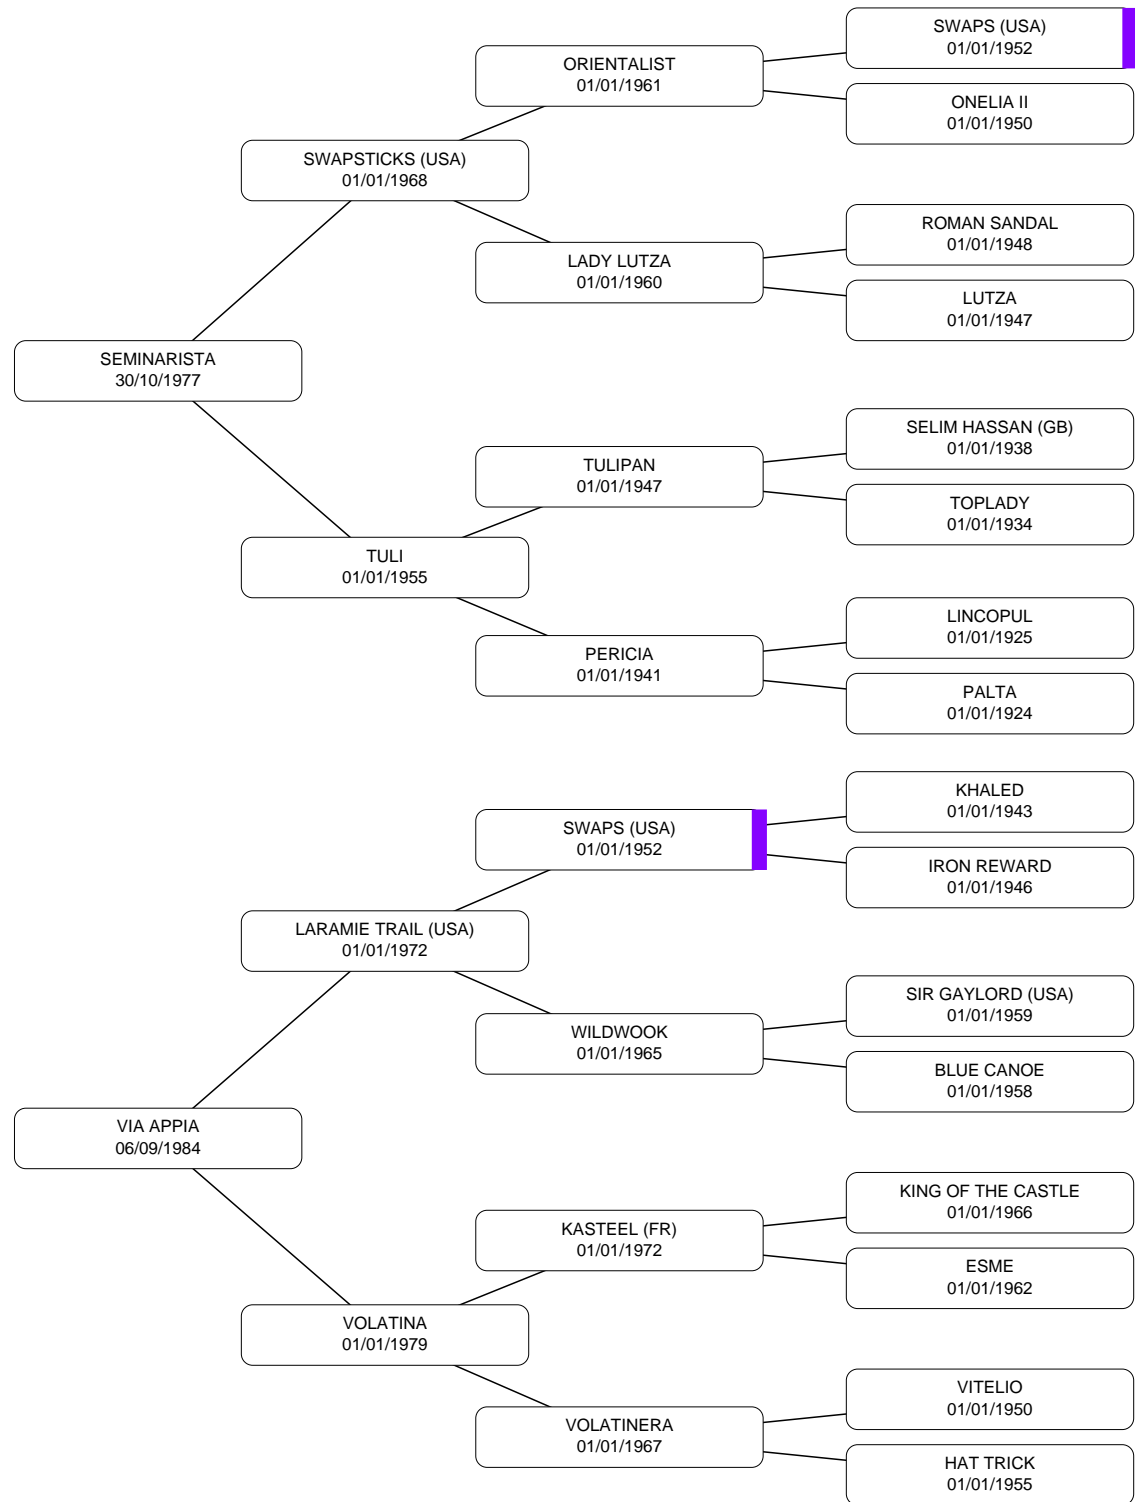 SWAPS (USA)
01/01/1952
ORIENTALIST
01/01/1961
ONELIA II
01/01/1950
SWAPSTICKS (USA)
01/01/1968
ROMAN SANDAL
01/01/1948
LADY LUTZA
01/01/1960
LUTZA
01/01/1947
SEMINARISTA
30/10/1977
SELIM HASSAN (GB)
01/01/1938
TULIPAN
01/01/1947
TOPLADY
01/01/1934
TULI
01/01/1955
LINCOPUL
01/01/1925
PERICIA
01/01/1941
PALTA
01/01/1924
KHALED
01/01/1943
SWAPS (USA)
01/01/1952
IRON REWARD
01/01/1946
LARAMIE TRAIL (USA)
01/01/1972
SIR GAYLORD (USA)
01/01/1959
WILDWOOK
01/01/1965
BLUE CANOE
01/01/1958
VIA APPIA
06/09/1984
KING OF THE CASTLE
01/01/1966
KASTEEL (FR)
01/01/1972
ESME
01/01/1962
VOLATINA
01/01/1979
VITELIO
01/01/1950
VOLATINERA
01/01/1967
HAT TRICK
01/01/1955